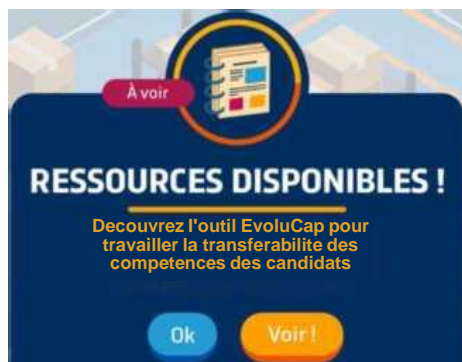 À voir
RESSOURCES DISPONIBLES !
Decouvrez l'outil EvoluCap pour
travailler la transferabilite des
competences des candidats
Ok
Voir !